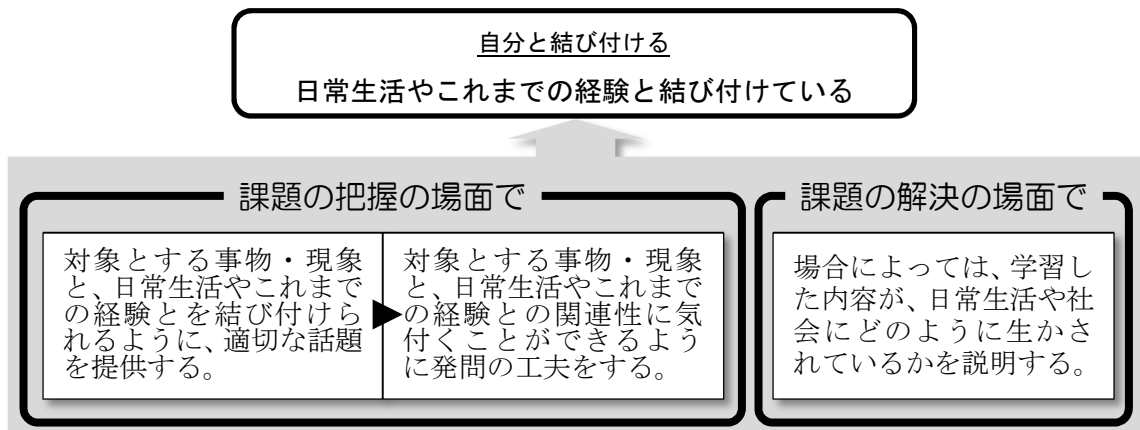 自分と結び付ける
日常生活やこれまでの経験と結び付けている
課題の把握の場面で
対象とする事物・現象
と、日常生活やこれまで
の経験とを結び付けら
れるように、適切な話題
を提供する。
対象とする事物・現象
と、日常生活やこれまで
の経験との関連性に気
付くことができるよう
に発問の工夫をする。
課題の解決の場面で
場合によっては、学習し
た内容が、日常生活や社
会にどのように生かさ
れているかを説明する。